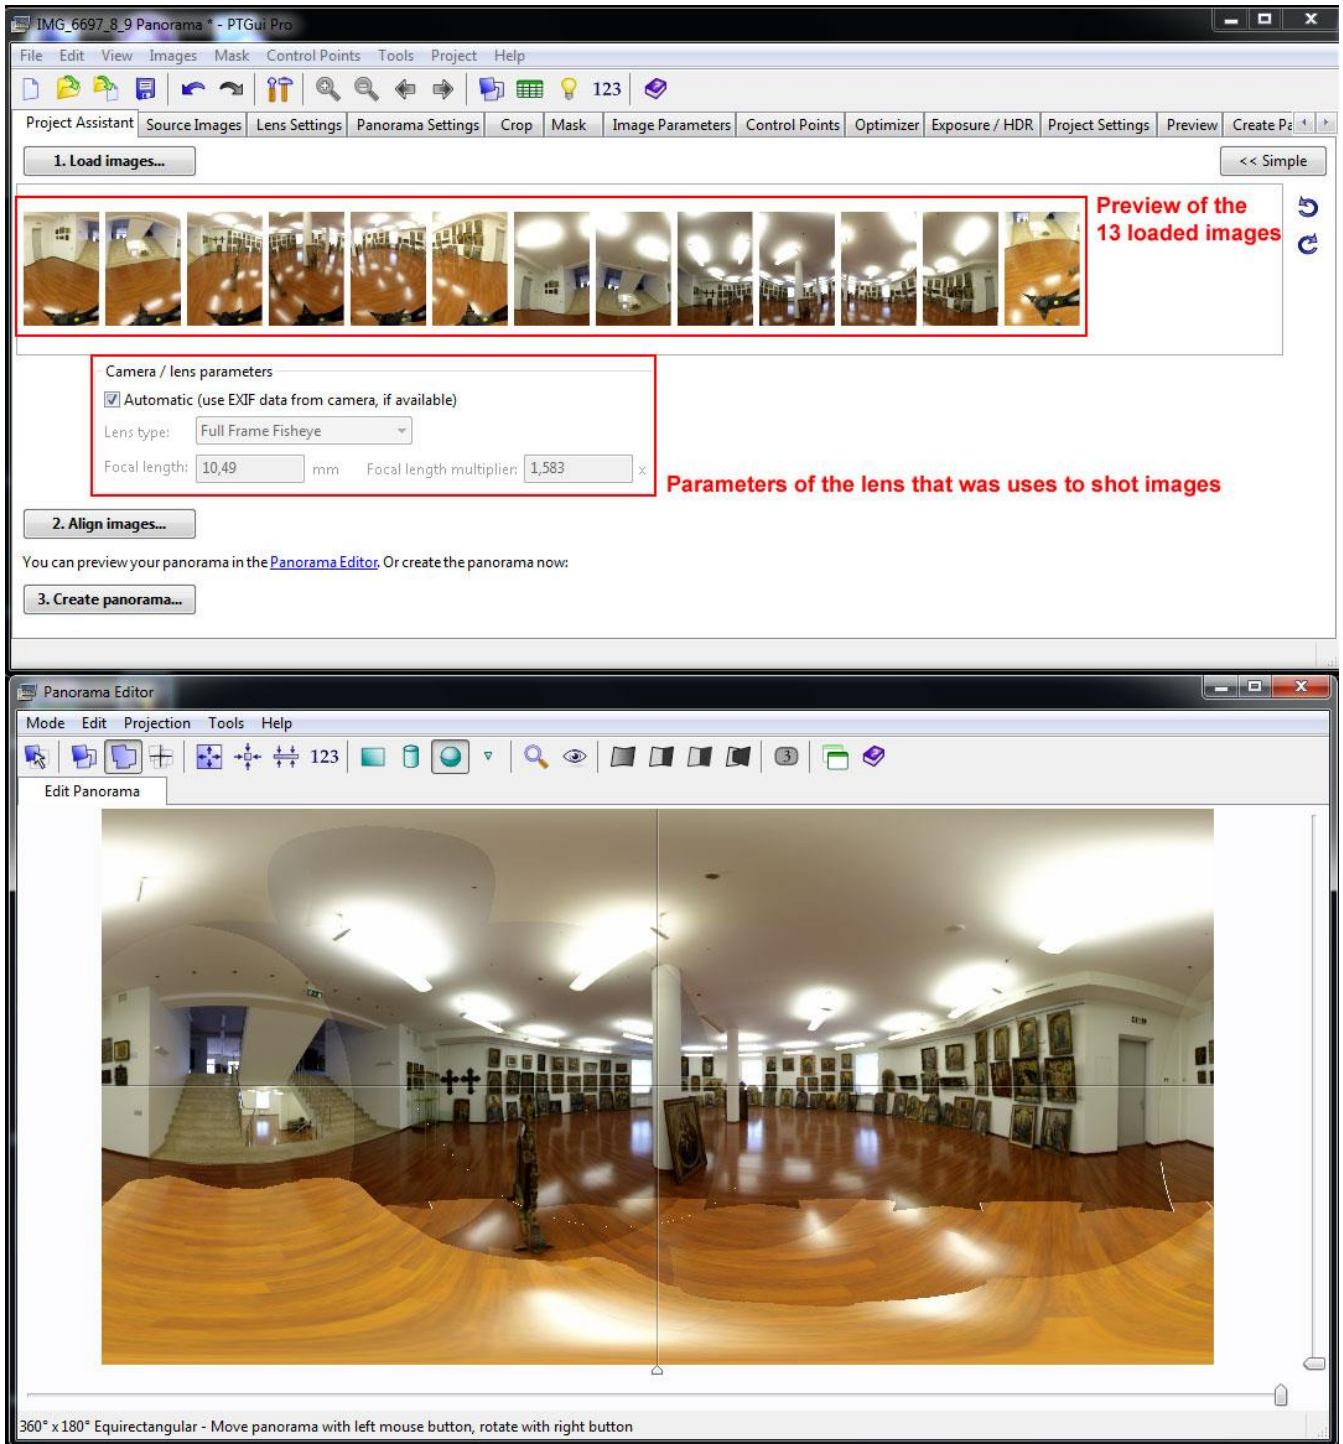 IMG_6697_8_9 Panorama * - PTGui Pro
File Edit View Images Mask Control Points Tools Project Help
123
Project Assistant Source Images Lens Settings Panorama Settings Crop Mask Image Parameters Control Points Optimizer Exposure / HDR Project Settings Preview Create Pa
1. Load images...
<< Simple
Preview of the
13 loaded images
Camera / lens parameters
Automatic (use EXIF data from camera, if available)
Lens type: Full Frame Fisheye
Focal length: 10,49 mm Focal length multiplier: 1,583 x
Parameters of the lens that was uses to shot images
2. Align images...
You can preview your panorama in the Panorama Editor. Or create the panorama now:
3. Create panorama...
Panorama Editor
Mode Edit Projection Tools Help
123
3
Edit Panorama
360° x 180° Equirectangular - Move panorama with left mouse button, rotate with right button